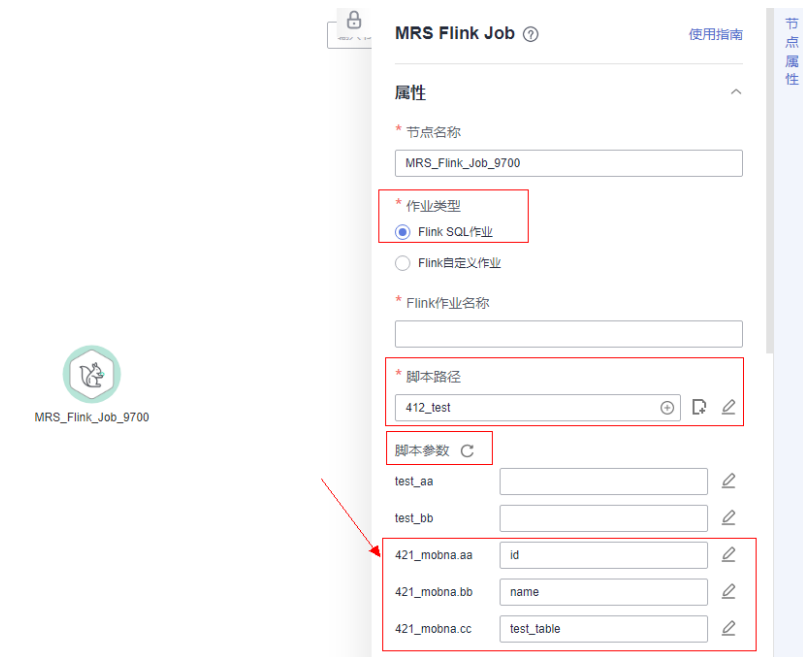 MRS Flink Job
使用指南
节点属性
属性
* 节点名称
MRS_Flink_Job_9700
* 作业类型
Flink SQL作业
Flink自定义作业
* Flink作业名称
* 脚本路径
412_test
脚本参数
test_aa
test_bb
421_mobna.aa id
421_mobna.bb name
421_mobna.cc test_table
MRS_Flink_Job_9700